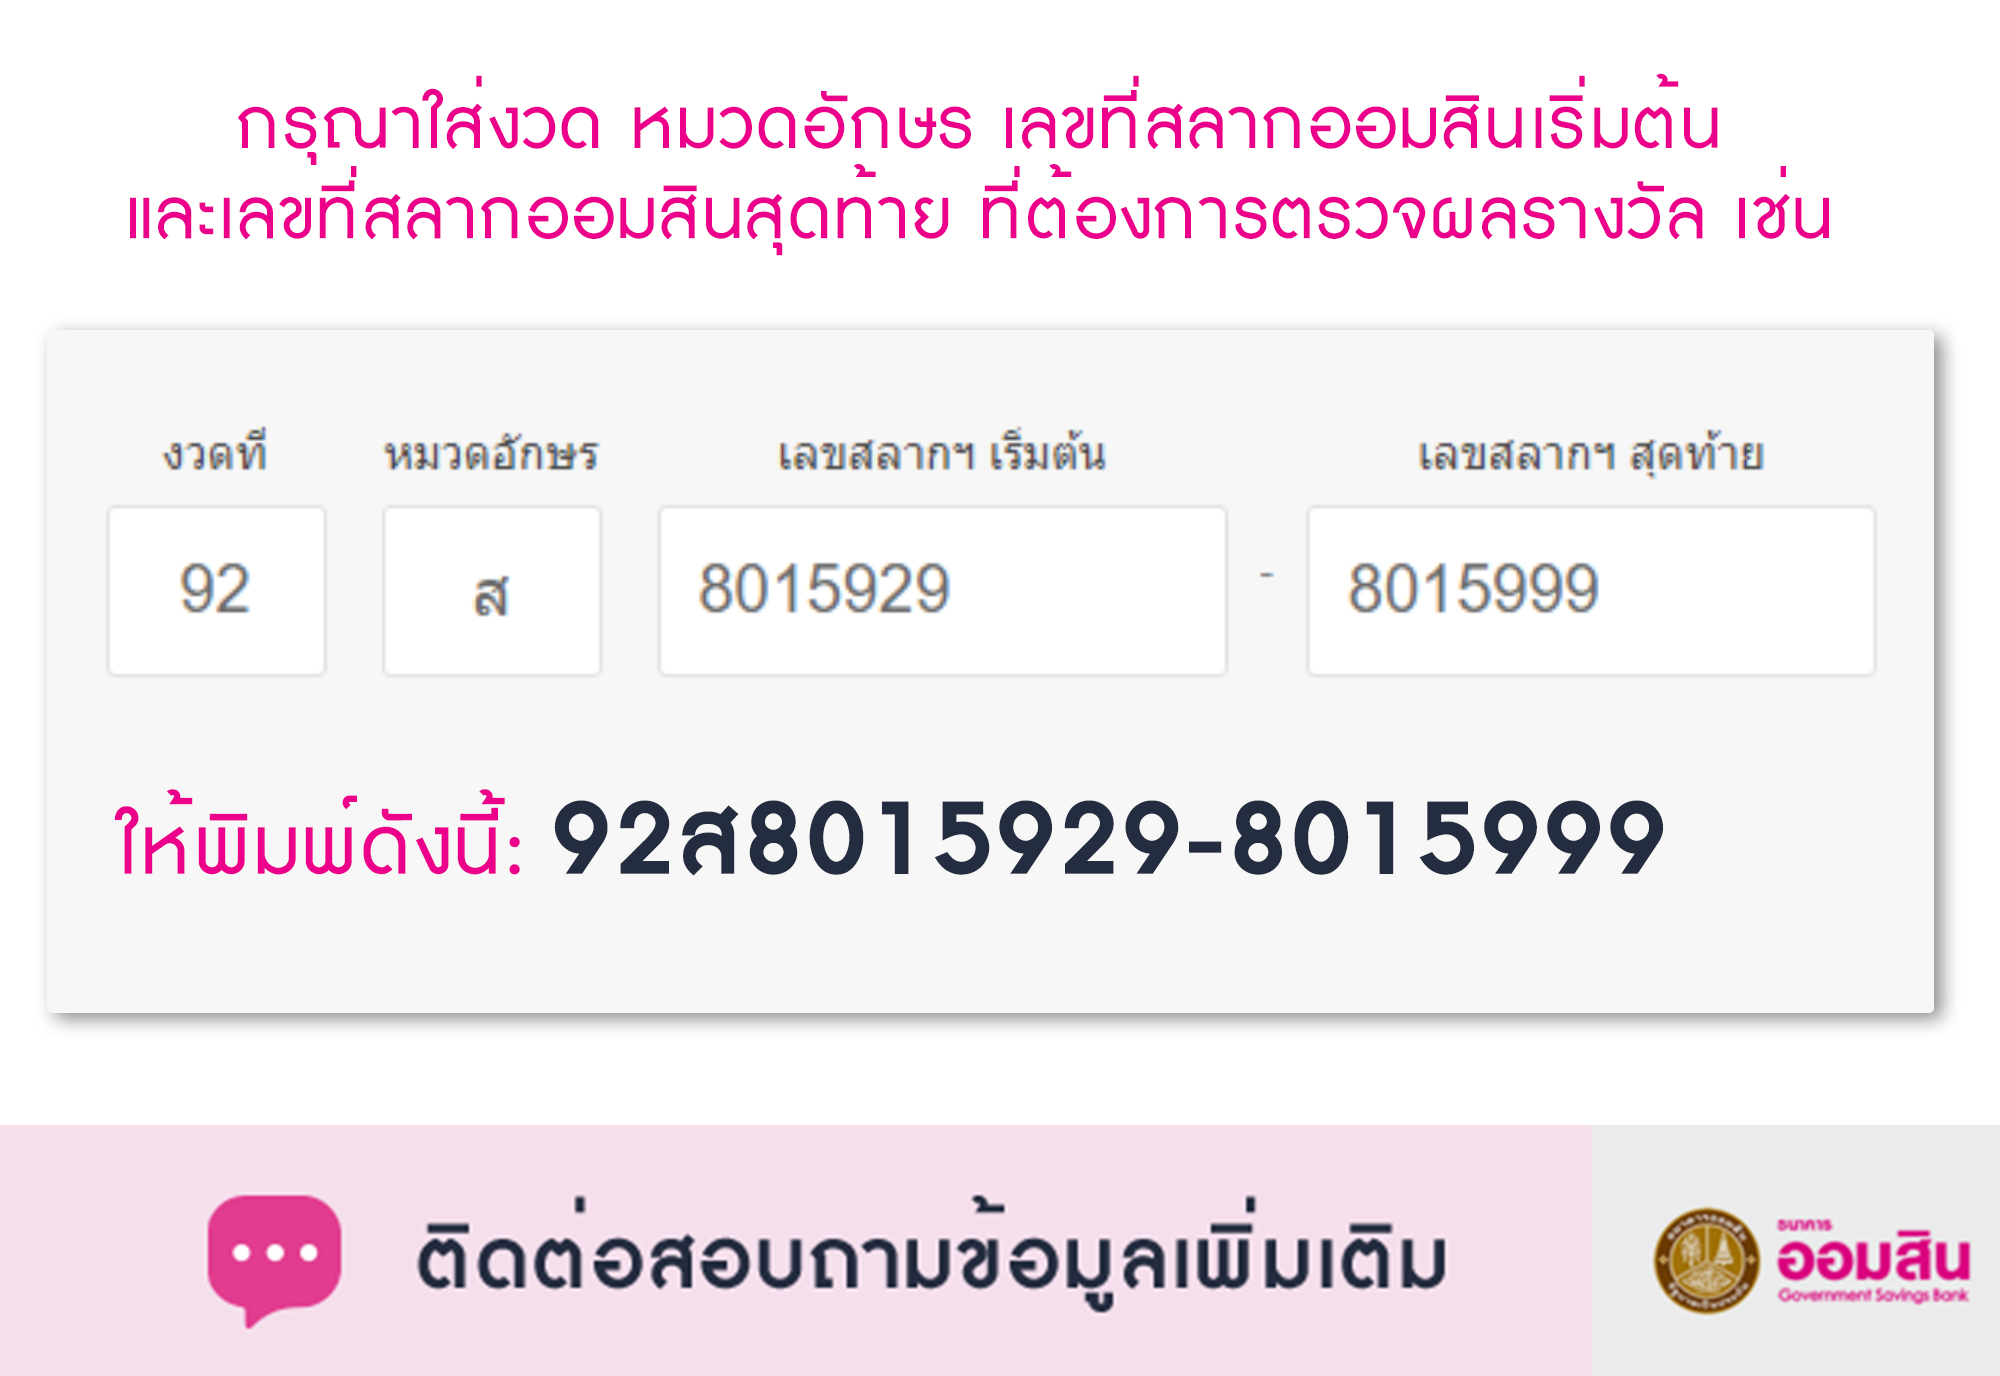 กรุณาใส่งวด หมวดอักษร เลขที่สลากออมสินเริ่มต้น
และเลขที่สลากออมสินสุดท้าย ที่ต้องการตรวจผลรางวัล เช่น
งวดที่ หมวดอักษร เลขสลากฯ เริ่มต้น เลขสลากฯ สุดท้าย
92 ส 8015929 - 8015999
ให้พิมพ์ดังนี้: 92ส8015929-8015999
ติดต่อสอบถามข้อมูลเพิ่มเติม
ธนาคาร
ออมสิน
Government Savings Bank